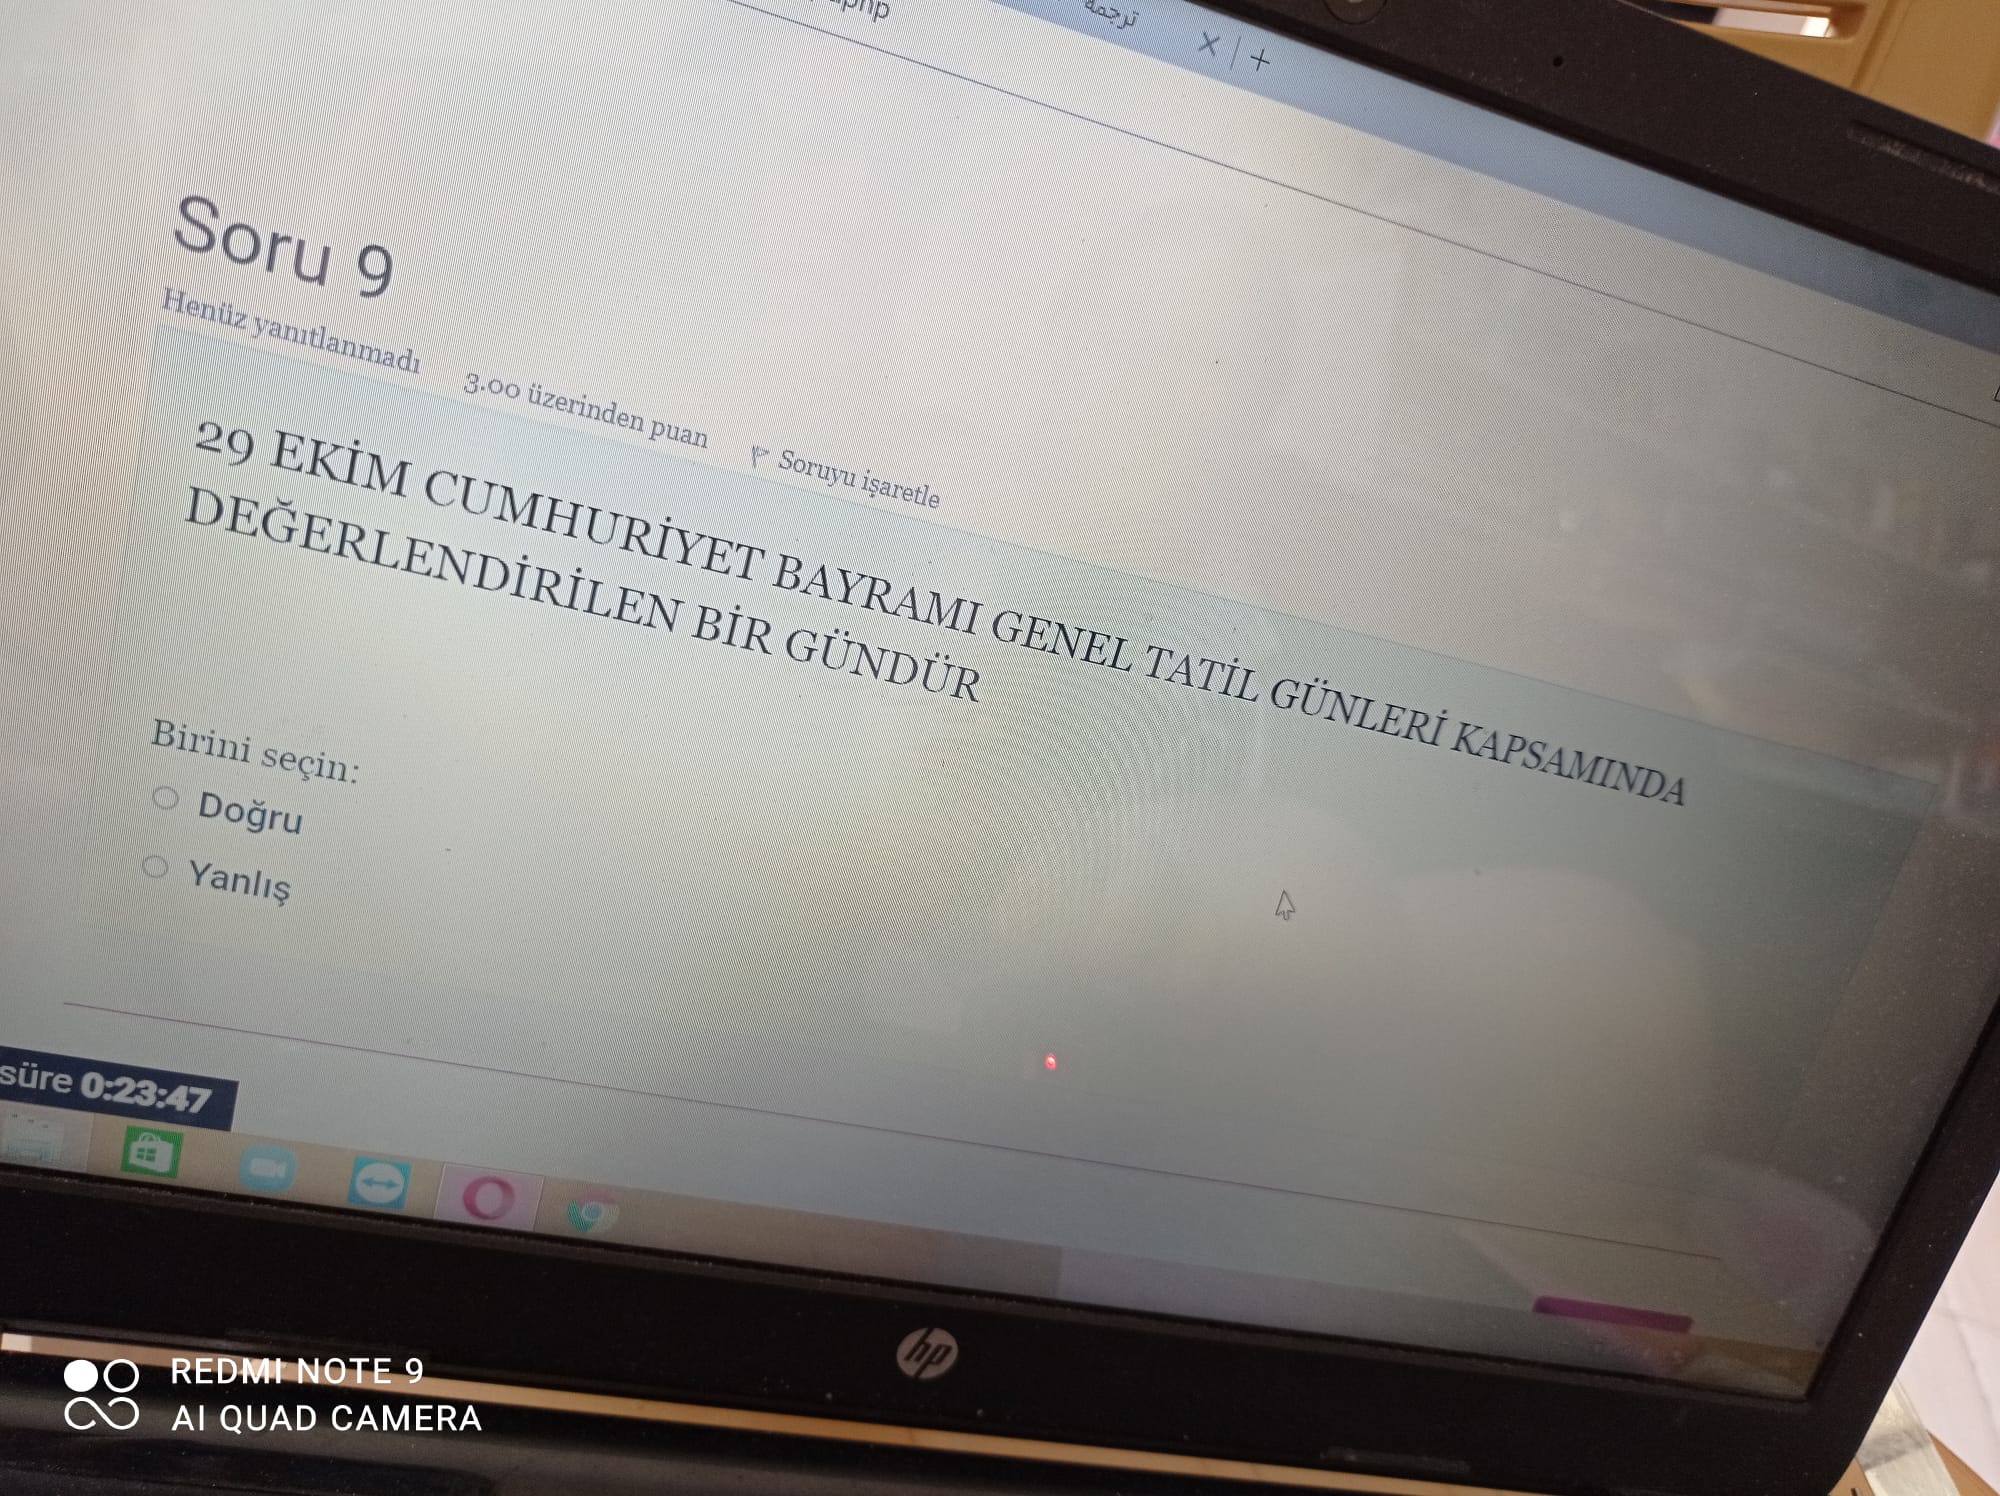 ترجمة
× | +
Soru 9
Henüz yanıtlanmadı 3.00 üzerinden puan Soruyu işaretle
29 EKİM CUMHURİYET BAYRAMI GENEL TATİL GÜNLERİ KAPSAMINDA
DEĞERLENDİRİLEN BİR GÜNDÜR
Birini seçin:
Doğru
Yanlış
süre 0:23:47
hp
REDMI NOTE 9
AI QUAD CAMERA